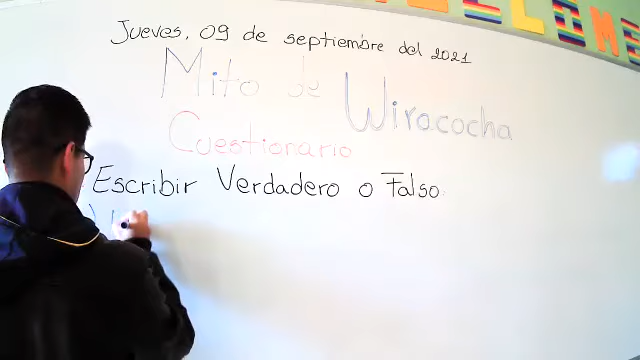 Jueves, 09 de septiembre del 2021
Mito de Wiracocha
Cuestionario
Escribir Verdadero o Falso